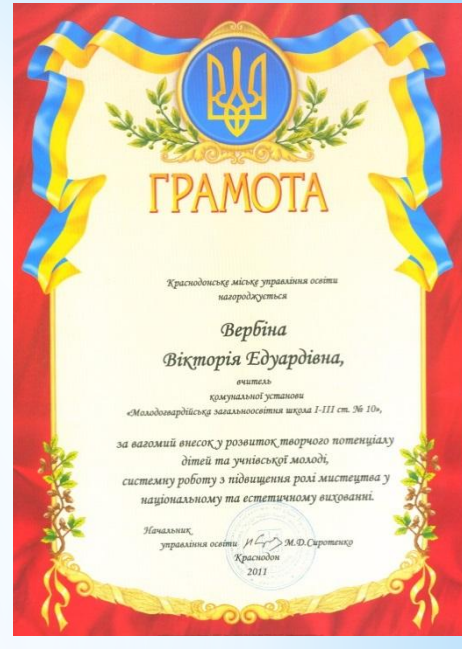 ГРАМОТА
Краснодонське міське управління освіти
нагороджується
Вербіна
Вікторія Едуардівна,
вчитель
комунальної установи
«Молодогвардійська загальноосвітня школа І-ІІІ ст. № 10»,
за вагомий внесок у розвиток творчого потенціалу
дітей та учнівської молоді,
системну роботу з підвищення ролі мистецтва у
національному та естетичному вихованні.
Начальник
управління освіти М.Д.Сиротенко
Краснодон
2011